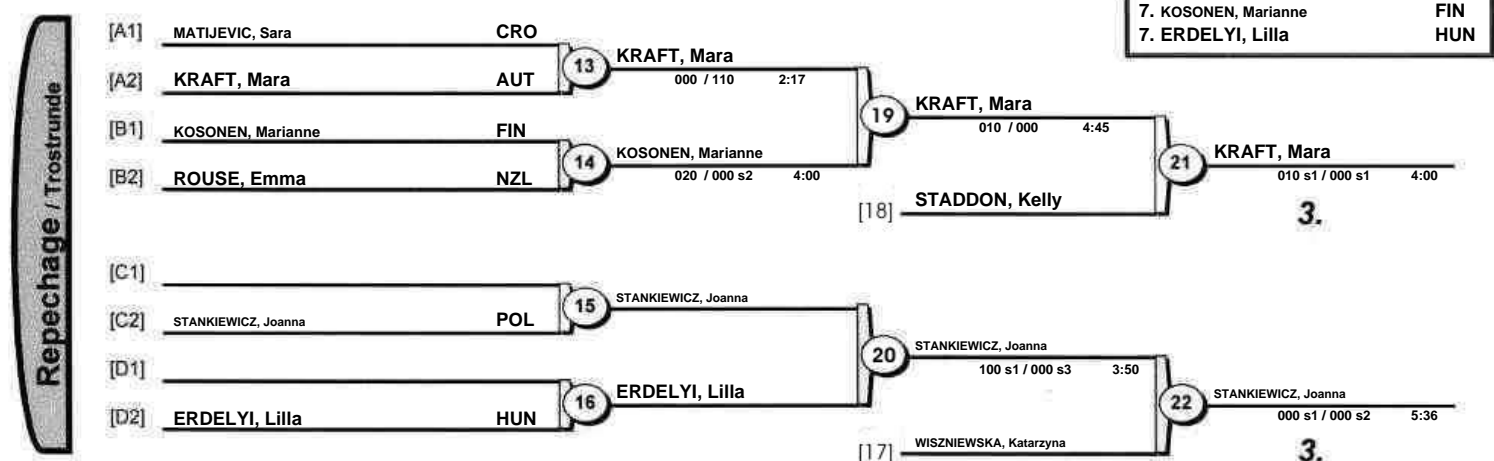 7. KOSONEN, Marianne FIN
7. ERDELYI, Lilla HUN
Repechage / Trostrunde
[A1] MATIJEVIC, Sara CRO
[A2] KRAFT, Mara AUT
13 KRAFT, Mara
000 / 110 2:17
[B1] KOSONEN, Marianne FIN
[B2] ROUSE, Emma NZL
14 KOSONEN, Marianne
020 / 000 s2 4:00
19 KRAFT, Mara
010 / 000 4:45
[18] STADDON, Kelly
21 KRAFT, Mara
010 s1 / 000 s1 4:00
3.
[C1]
[C2] STANKIEWICZ, Joanna POL
15 STANKIEWICZ, Joanna
[D1]
[D2] ERDELYI, Lilla HUN
16 ERDELYI, Lilla
20 STANKIEWICZ, Joanna
100 s1 / 000 s3 3:50
[17] WISZNIEWSKA, Katarzyna
22 STANKIEWICZ, Joanna
000 s1 / 000 s2 5:36
3.